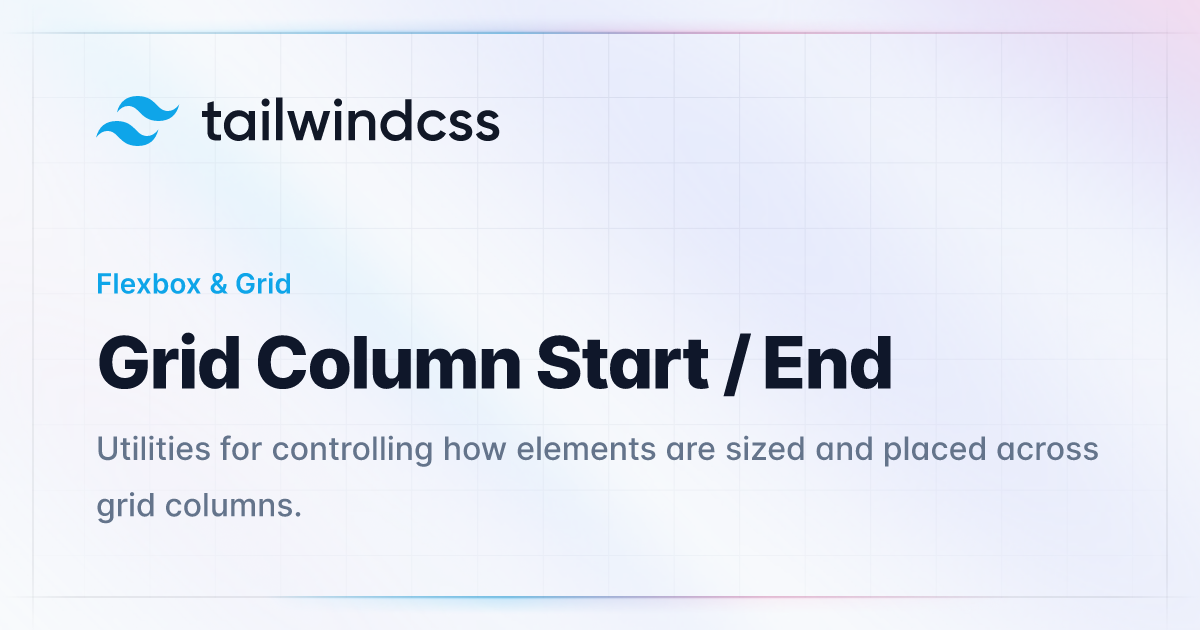 tailwindcss
Flexbox & Grid
Grid Column Start / End
Utilities for controlling how elements are sized and placed across
grid columns.